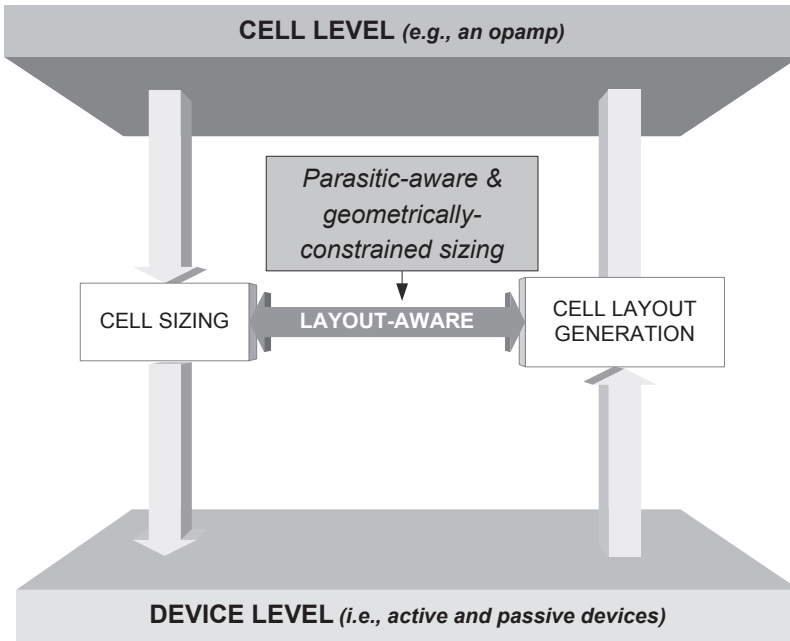 CELL LEVEL (e.g., an opamp)
Parasitic-aware &
geometrically-
constrained sizing
CELL SIZING
LAYOUT-AWARE
CELL LAYOUT
GENERATION
DEVICE LEVEL (i.e., active and passive devices)